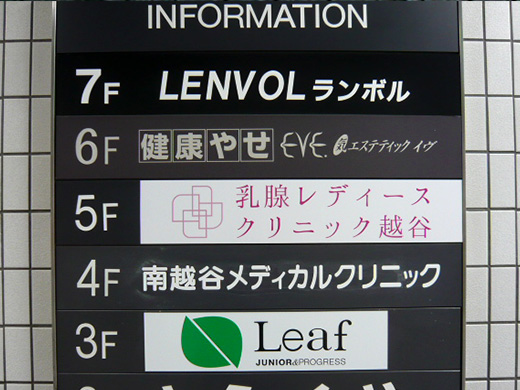 INFORMATION
7F LENVOL ランボル
6F 健康やせ EVE. 氣 エステティック イヴ
5F 乳腺レディース
クリニック越谷
4F 南越谷メディカルクリニック
3F Leaf
JUNIOR&PROGRESS